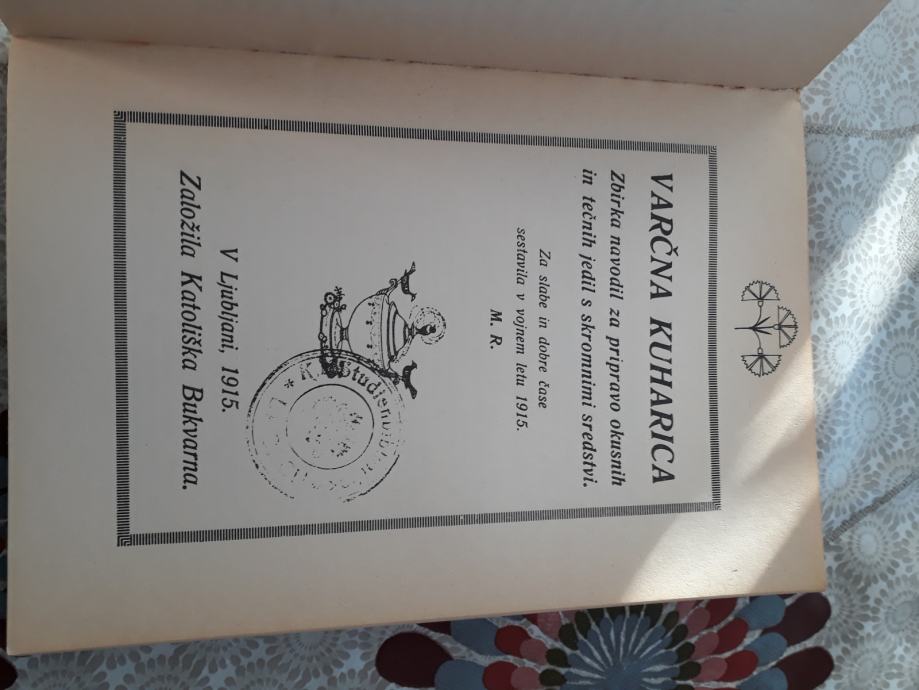 VARČNA KUHARICA
Zbirka navodil za pripravo okusnih
in tečnih jedil s skromnimi sredstvi.
Za slabe in dobre čase
sestavila v vojnem letu 1915.
M. R.
V Ljubljani, 1915.
Založila Katoliška Bukvarna.